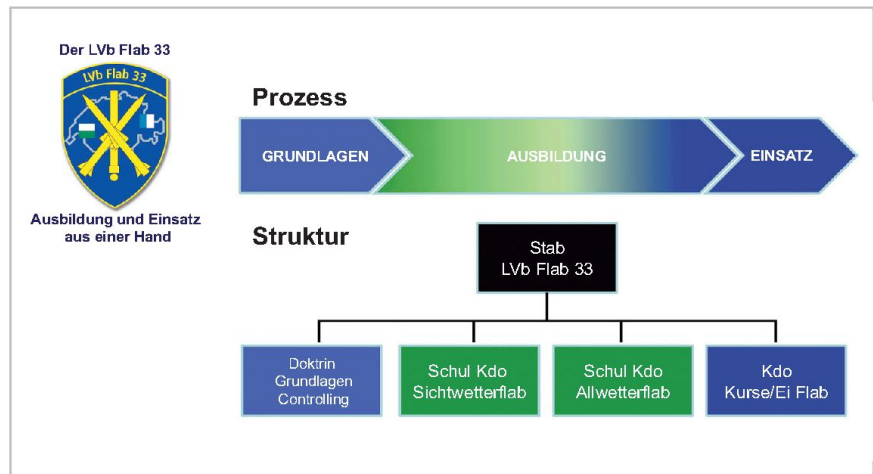 Der LVb Flab 33
LVb Flab 33
Ausbildung und Einsatz
aus einer Hand
Prozess
GRUNDLAGEN
AUSBILDUNG
EINSATZ
Struktur
Stab
LVb Flab 33
Doktrin
Grundlagen
Controlling
Schul Kdo
Sichtwetterflab
Schul Kdo
Allwetterflab
Kdo
Kurse/Ei Flab